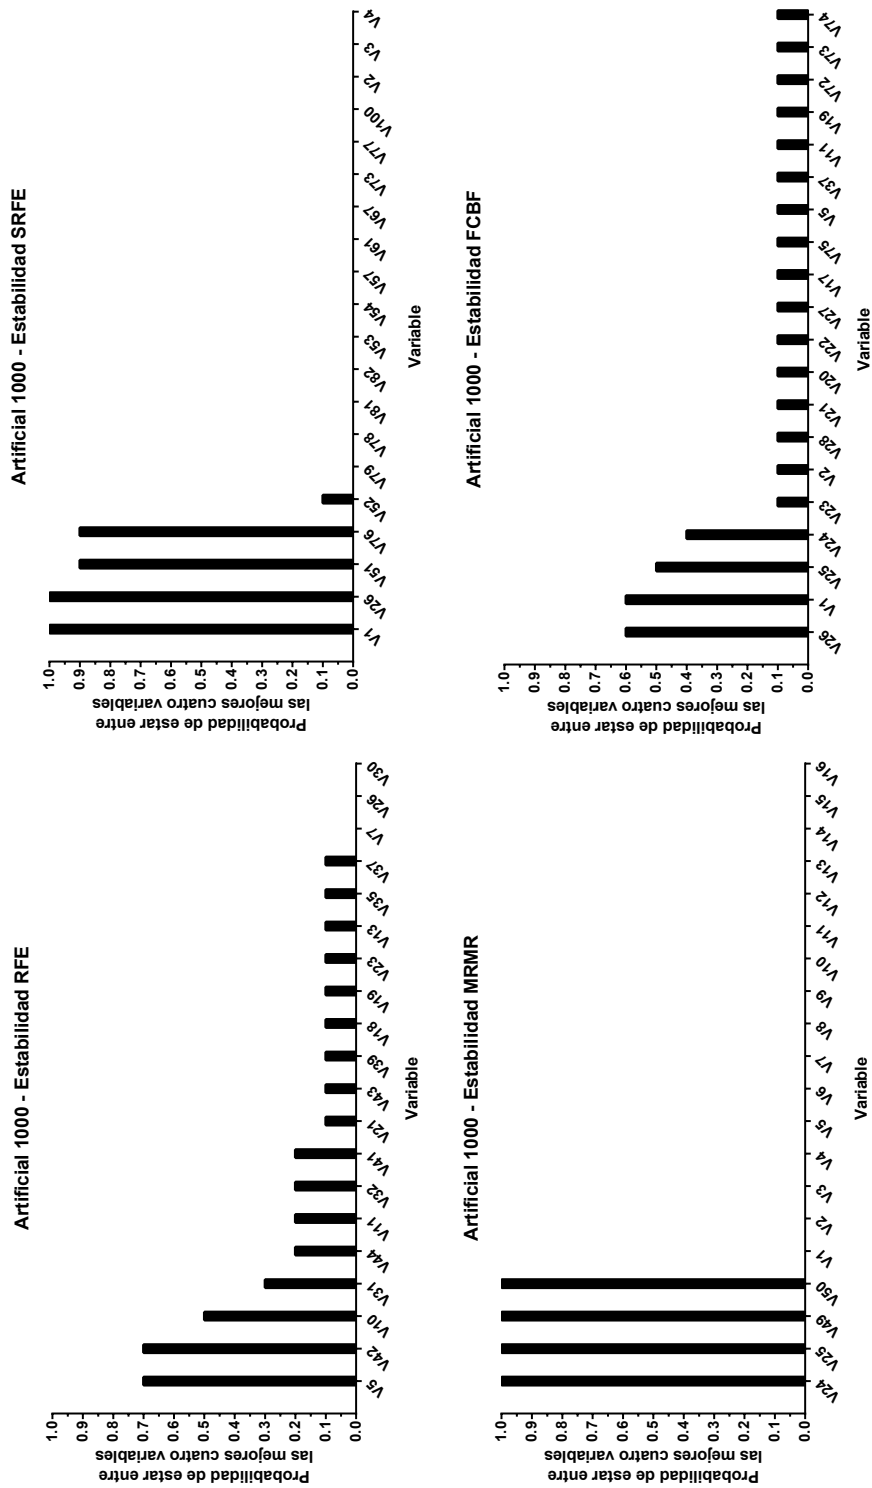 Artificial 1000 - Estabilidad RFE
Probabilidad de estar entre
las mejores cuatro variables
1.0
0.9
0.8
0.7
0.6
0.5
0.4
0.3
0.2
0.1
0.0
V5 V42 V10 V31 V44 V11 V32 V41 V21 V43 V39 V18 V19 V23 V13 V35 V37 V7 V26 V30
Variable
Artificial 1000 - Estabilidad SRFE
Probabilidad de estar entre
las mejores cuatro variables
1.0
0.9
0.8
0.7
0.6
0.5
0.4
0.3
0.2
0.1
0.0
V1 V26 V51 V76 V52 V79 V78 V81 V82 V53 V54 V57 V61 V67 V73 V77 V100 V2 V3 V4
Variable
Artificial 1000 - Estabilidad MRMR
Probabilidad de estar entre
las mejores cuatro variables
1.0
0.9
0.8
0.7
0.6
0.5
0.4
0.3
0.2
0.1
0.0
V24 V25 V49 V50 V1 V2 V3 V4 V5 V6 V7 V8 V9 V10 V11 V12 V13 V14 V15 V16
Variable
Artificial 1000 - Estabilidad FCBF
Probabilidad de estar entre
las mejores cuatro variables
1.0
0.9
0.8
0.7
0.6
0.5
0.4
0.3
0.2
0.1
0.0
V26 V1 V25 V24 V23 V2 V28 V21 V20 V22 V27 V17 V75 V5 V37 V11 V19 V72 V73 V74
Variable